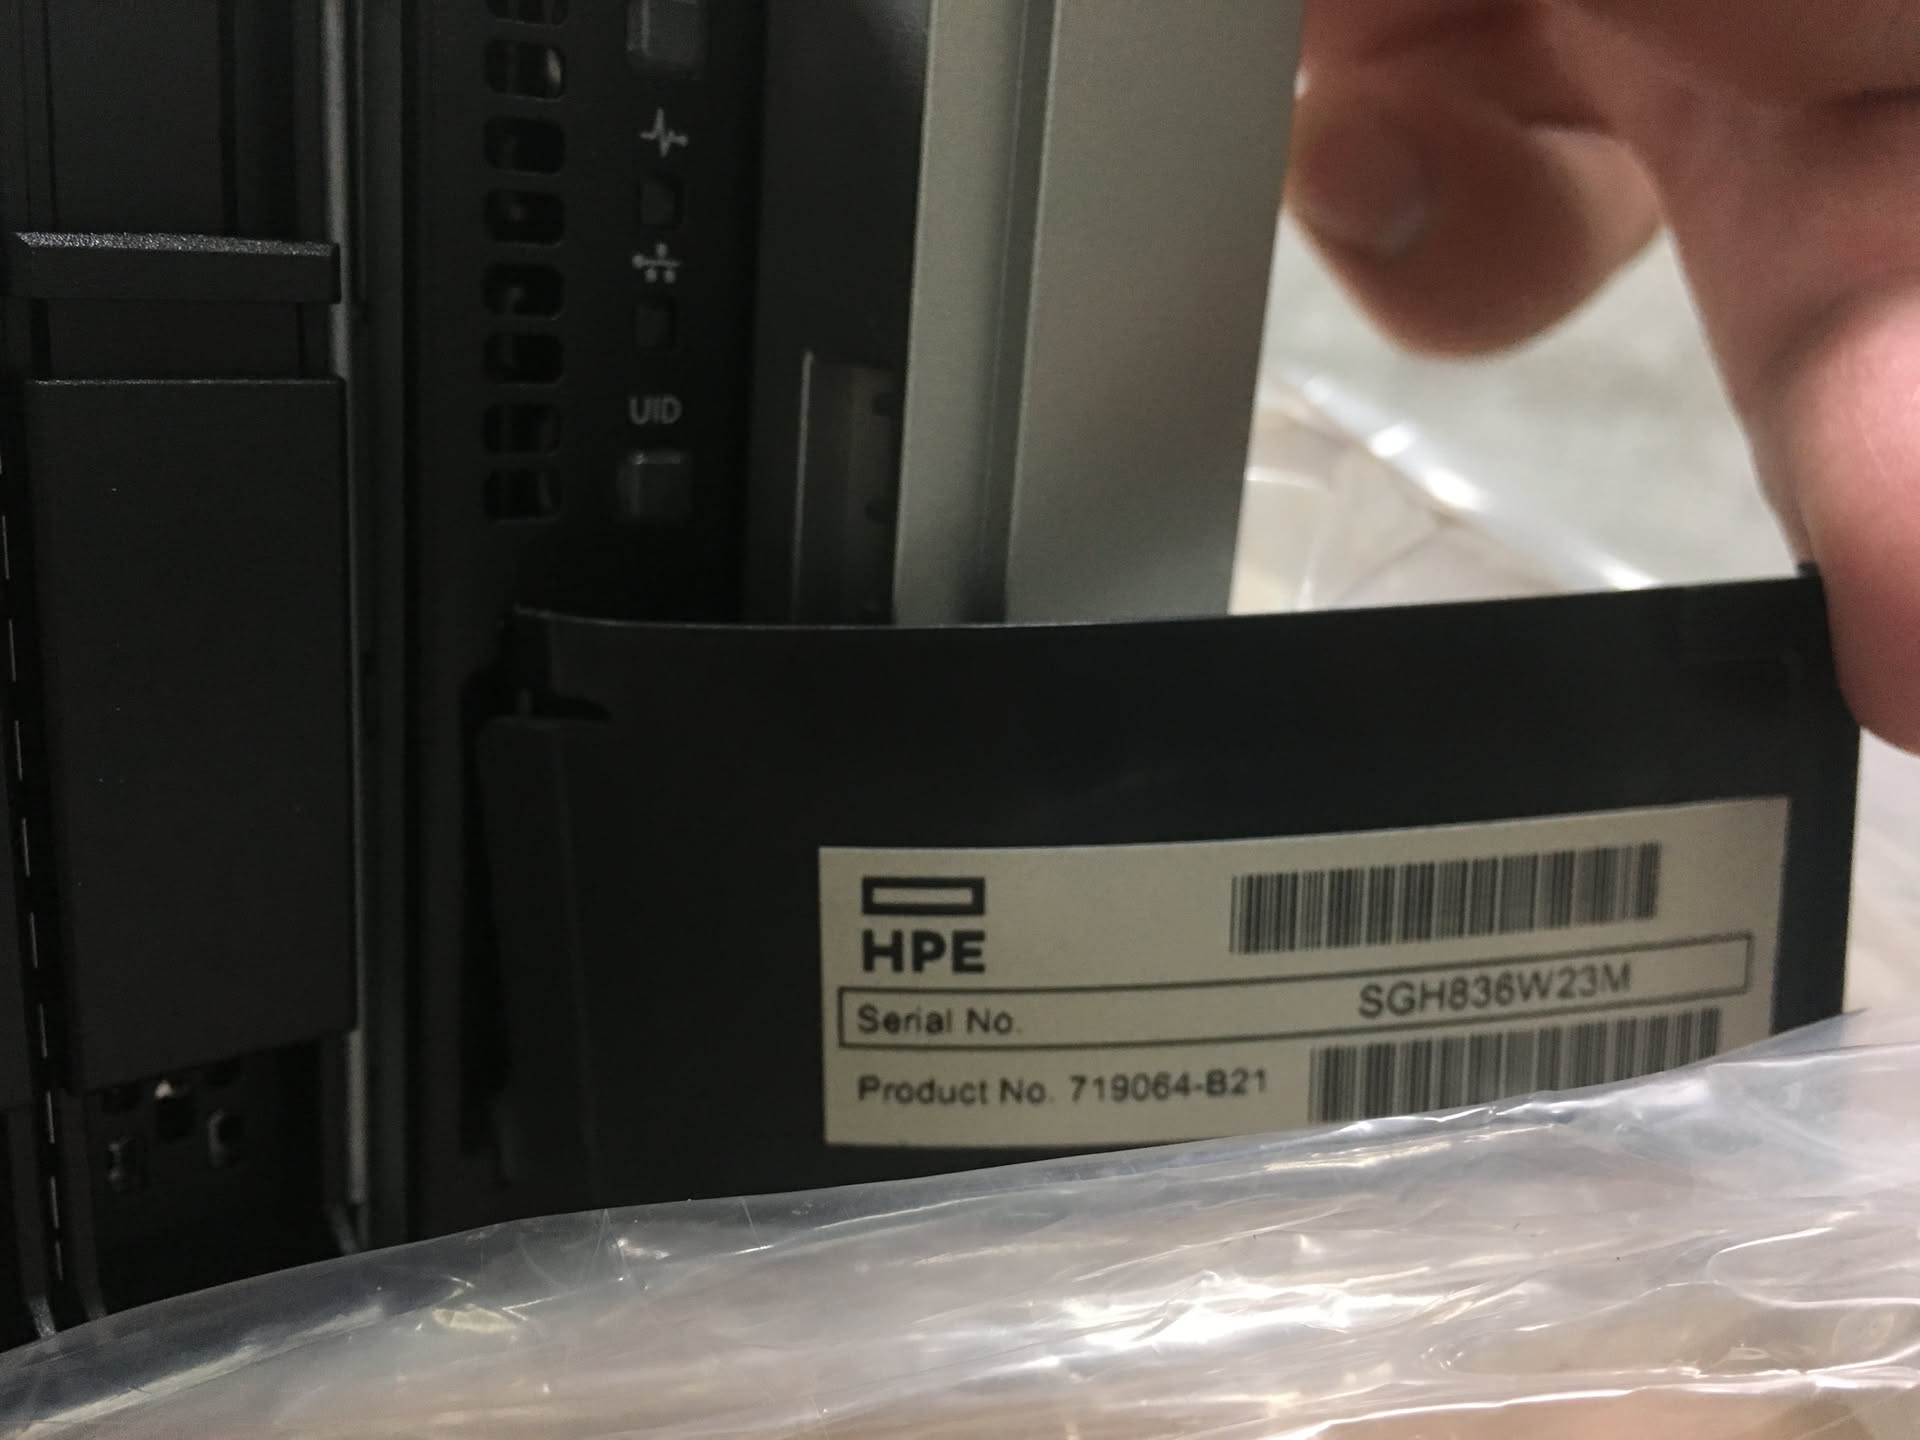 UID
HPE
Serial No. SGH836W23M
Product No. 719064-B21